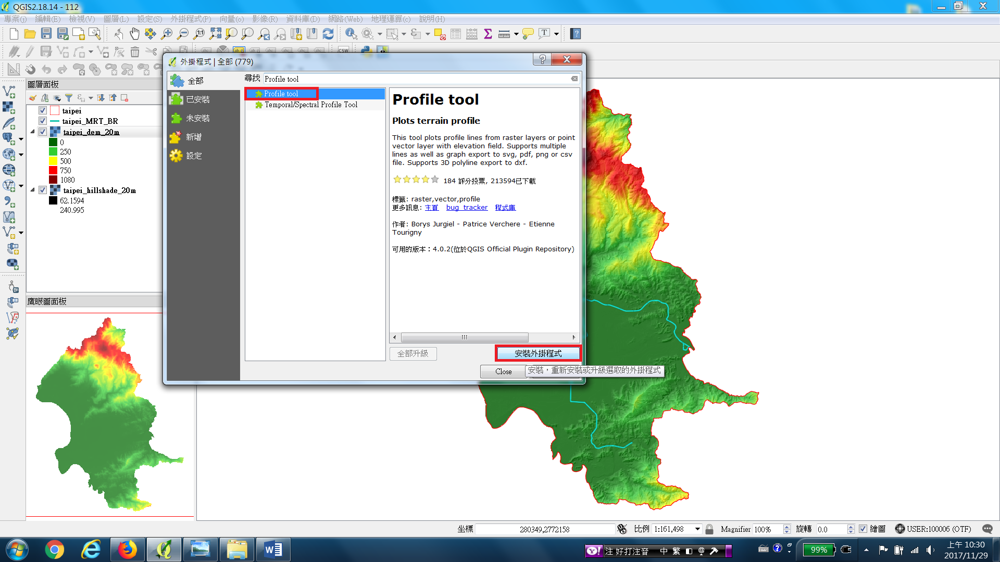 QGIS2.18.14 - 112
專案(j) 編輯(E) 檢視(V) 圖層(L) 設定(S) 外掛程式(P) 向量(o) 影像(R) 資料庫(D) 網路(Web) 地理運算(c) 說明(H)
外掛程式 | 全部 (779)
全部
已安裝
未安裝
新增
設定
尋找 Profile tool
Profile tool
Temporal/Spectral Profile Tool
Profile tool
Plots terrain profile
This tool plots profile lines from raster layers or point
vector layer with elevation field. Supports multiple
lines as well as graph export to svg, pdf, png or csv
file. Supports 3D polyline export to dxf.
184 評分投票, 213594已下載
標籤: raster,vector,profile
更多訊息: 主頁 bug tracker 程式庫
作者: Borys Jurgiel - Patrice Verchere - Etienne
Tourigny
可用的版本：4.0.2(位於QGIS Official Plugin Repository)
全部升級
安裝外掛程式
Close
安裝，重新安裝或升級選取的外掛程式
圖層面板
taipei
taipei_MRT_BR
taipei_dem_20m
0
250
500
750
1080
taipei_hillshade_20m
62.1594
240.995
鷹眼圖面板
坐標 280349,2772158 比例 1:161,498 Magnifier 100% 旋轉 0.0 繪圖 USER:100006 (OTF)
Y! 注 好打注音 中 繁
99%
上午 10:30
2017/11/29